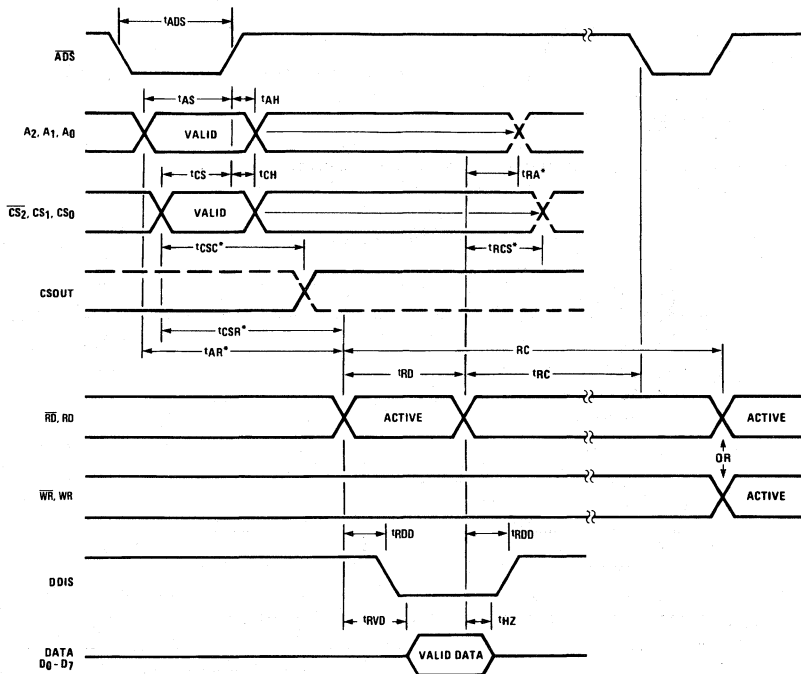 tADS
ADS
tAS tAH
A2, A1, A0 VALID
tCS tCH tRA*
CS2, CS1, CS0 VALID
tCSC* tRCS*
CSOUT
tCSR*
tAR* RC
tRD tRC
RD, RD ACTIVE ACTIVE
OR
WR, WR ACTIVE
tRDD tRDD
DDIS
tRVD tHZ
DATA
D0 - D7 VALID DATA